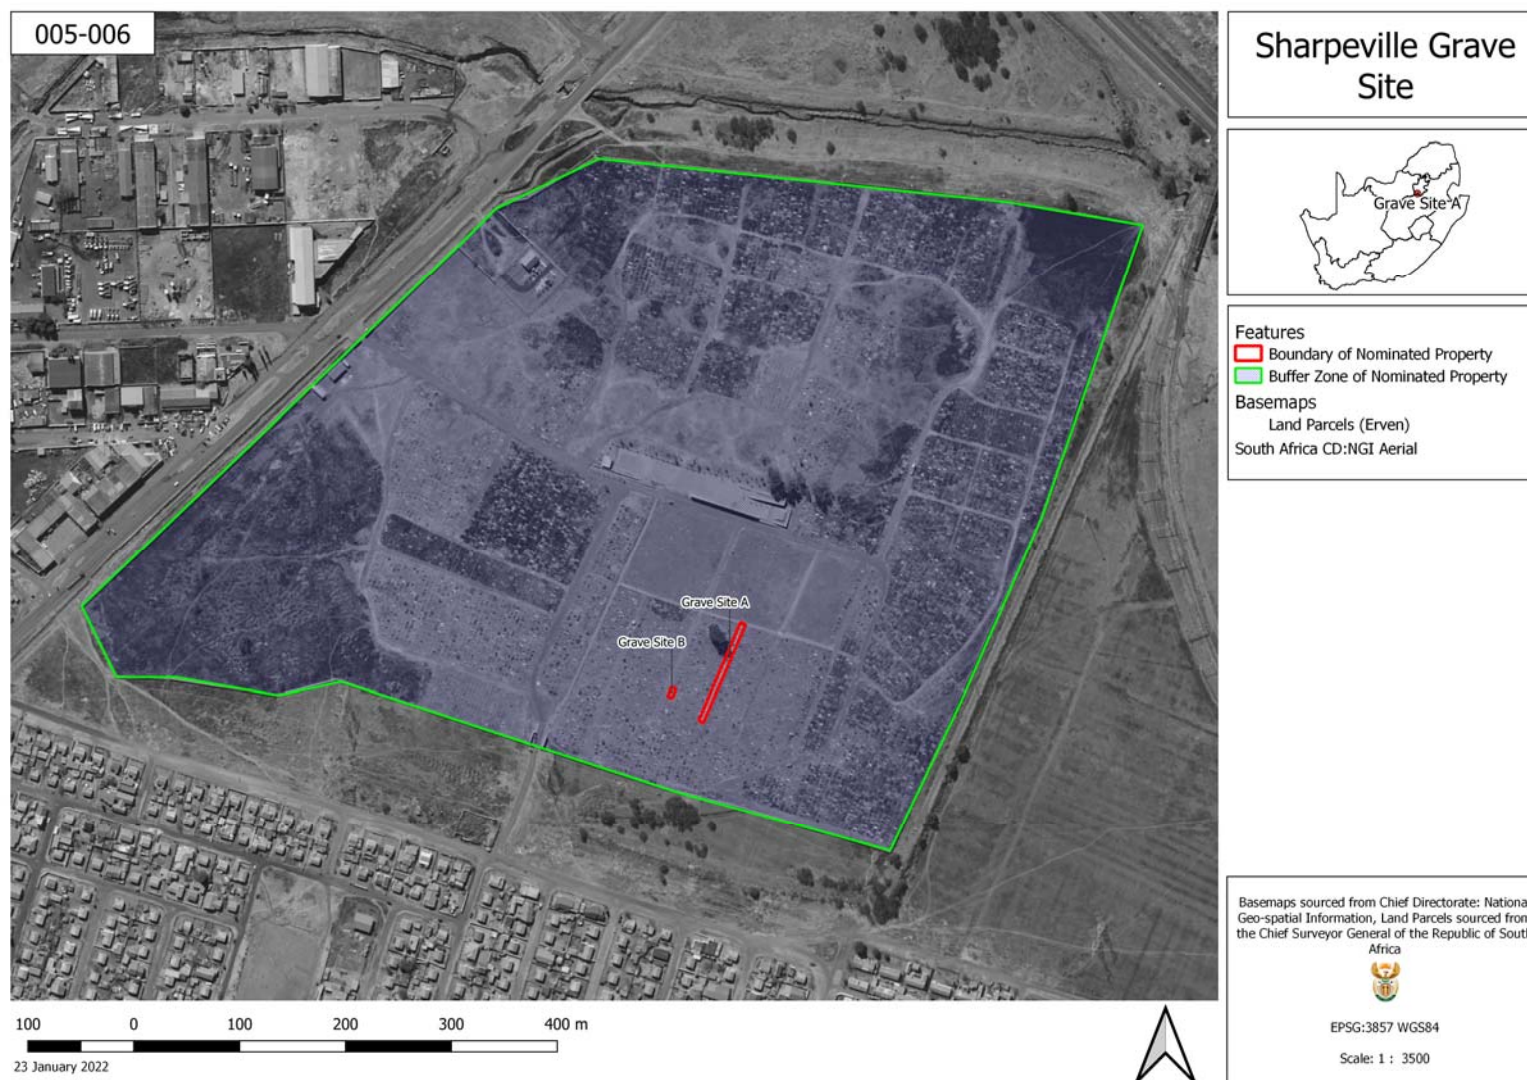 005-006
Sharpeville Grave
Site
Grave Site A
Features
Boundary of Nominated Property
Buffer Zone of Nominated Property
Basemaps
Land Parcels (Erven)
South Africa CD:NGI Aerial
Grave Site A
Grave Site B
Basemaps sourced from Chief Directorate: Nationa
Geo-spatial Information, Land Parcels sourced from
the Chief Surveyor General of the Republic of South
Africa
EPSG:3857 WGS84
Scale: 1 : 3500
100 0 100 200 300 400 m
23 January 2022